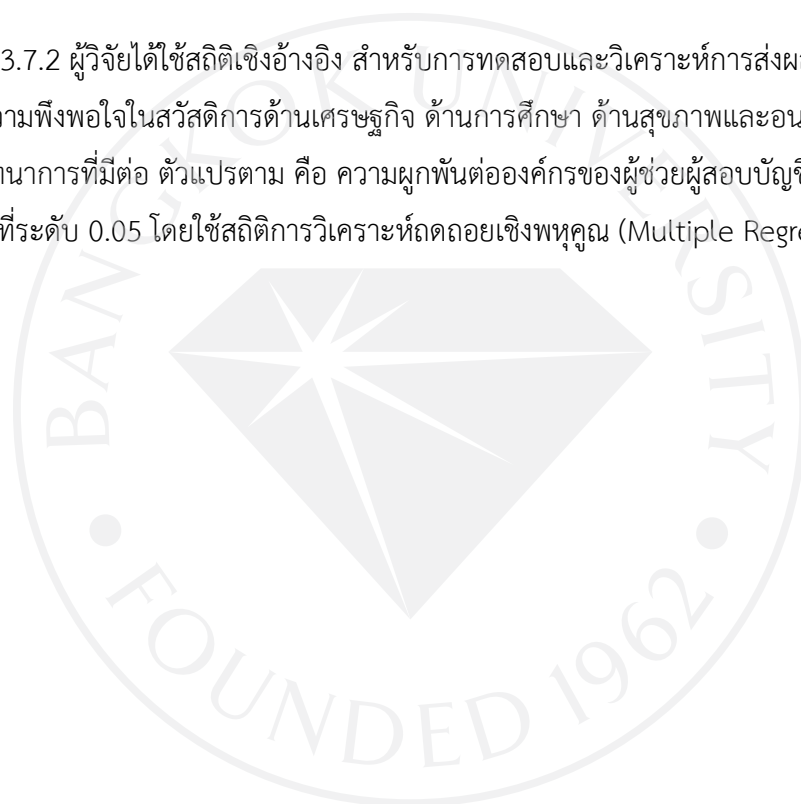 3.7.2 ผู้วิจัยได้ใช้สถิติเชิงอ้างอิง สำหรับการทดสอบและวิเคราะห์การส่งผล
ความพึงพอใจในสวัสดิการด้านเศรษฐกิจ ด้านการศึกษา ด้านสุขภาพและอน
นาการที่มีต่อ ตัวแปรตาม คือ ความผูกพันต่อองค์กรของผู้ช่วยผู้สอบบัญชี
ที่ระดับ 0.05 โดยใช้สถิติการวิเคราะห์ถดถอยเชิงพหุคูณ (Multiple Regre
BANGKOK UNIVERSITY
FOUNDED 1962